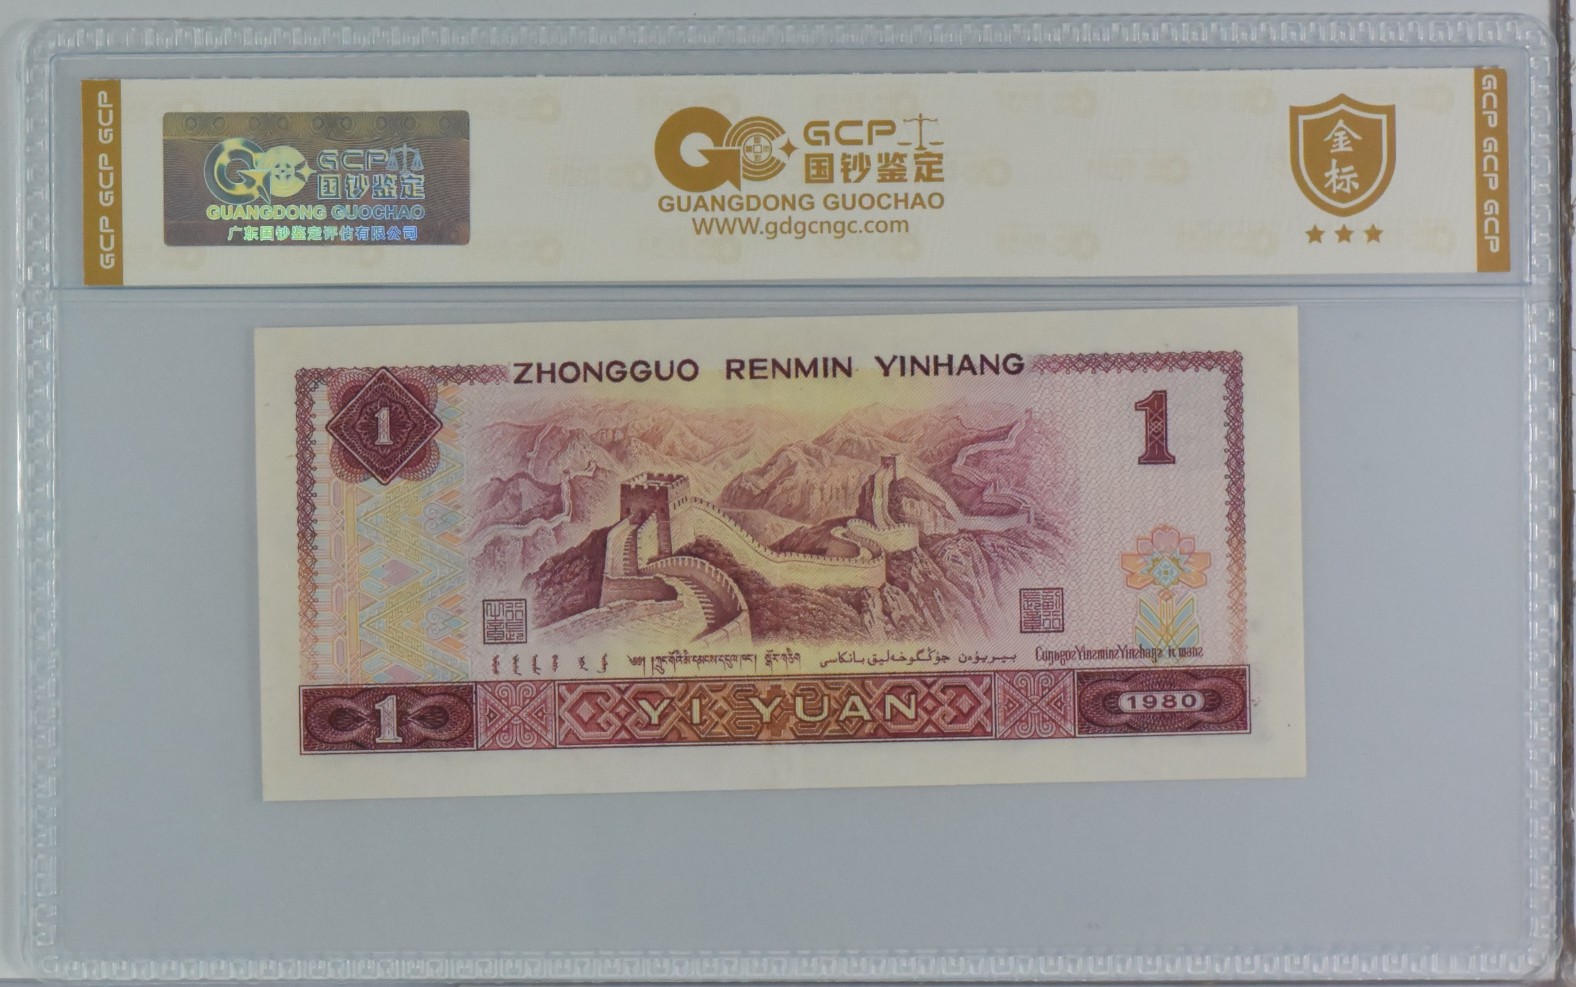 GCP GCP GCP
GCP
国钞鉴定
GUANGDONG GUOCHAO
广东国钞鉴定评估有限公司
GCP
国钞鉴定
GUANGDONG GUOCHAO
WWW.gdgcngc.com
金标
GCP GCP GCP
ZHONGGUO RENMIN YINHANG
1
1
1
YI YUAN
1980